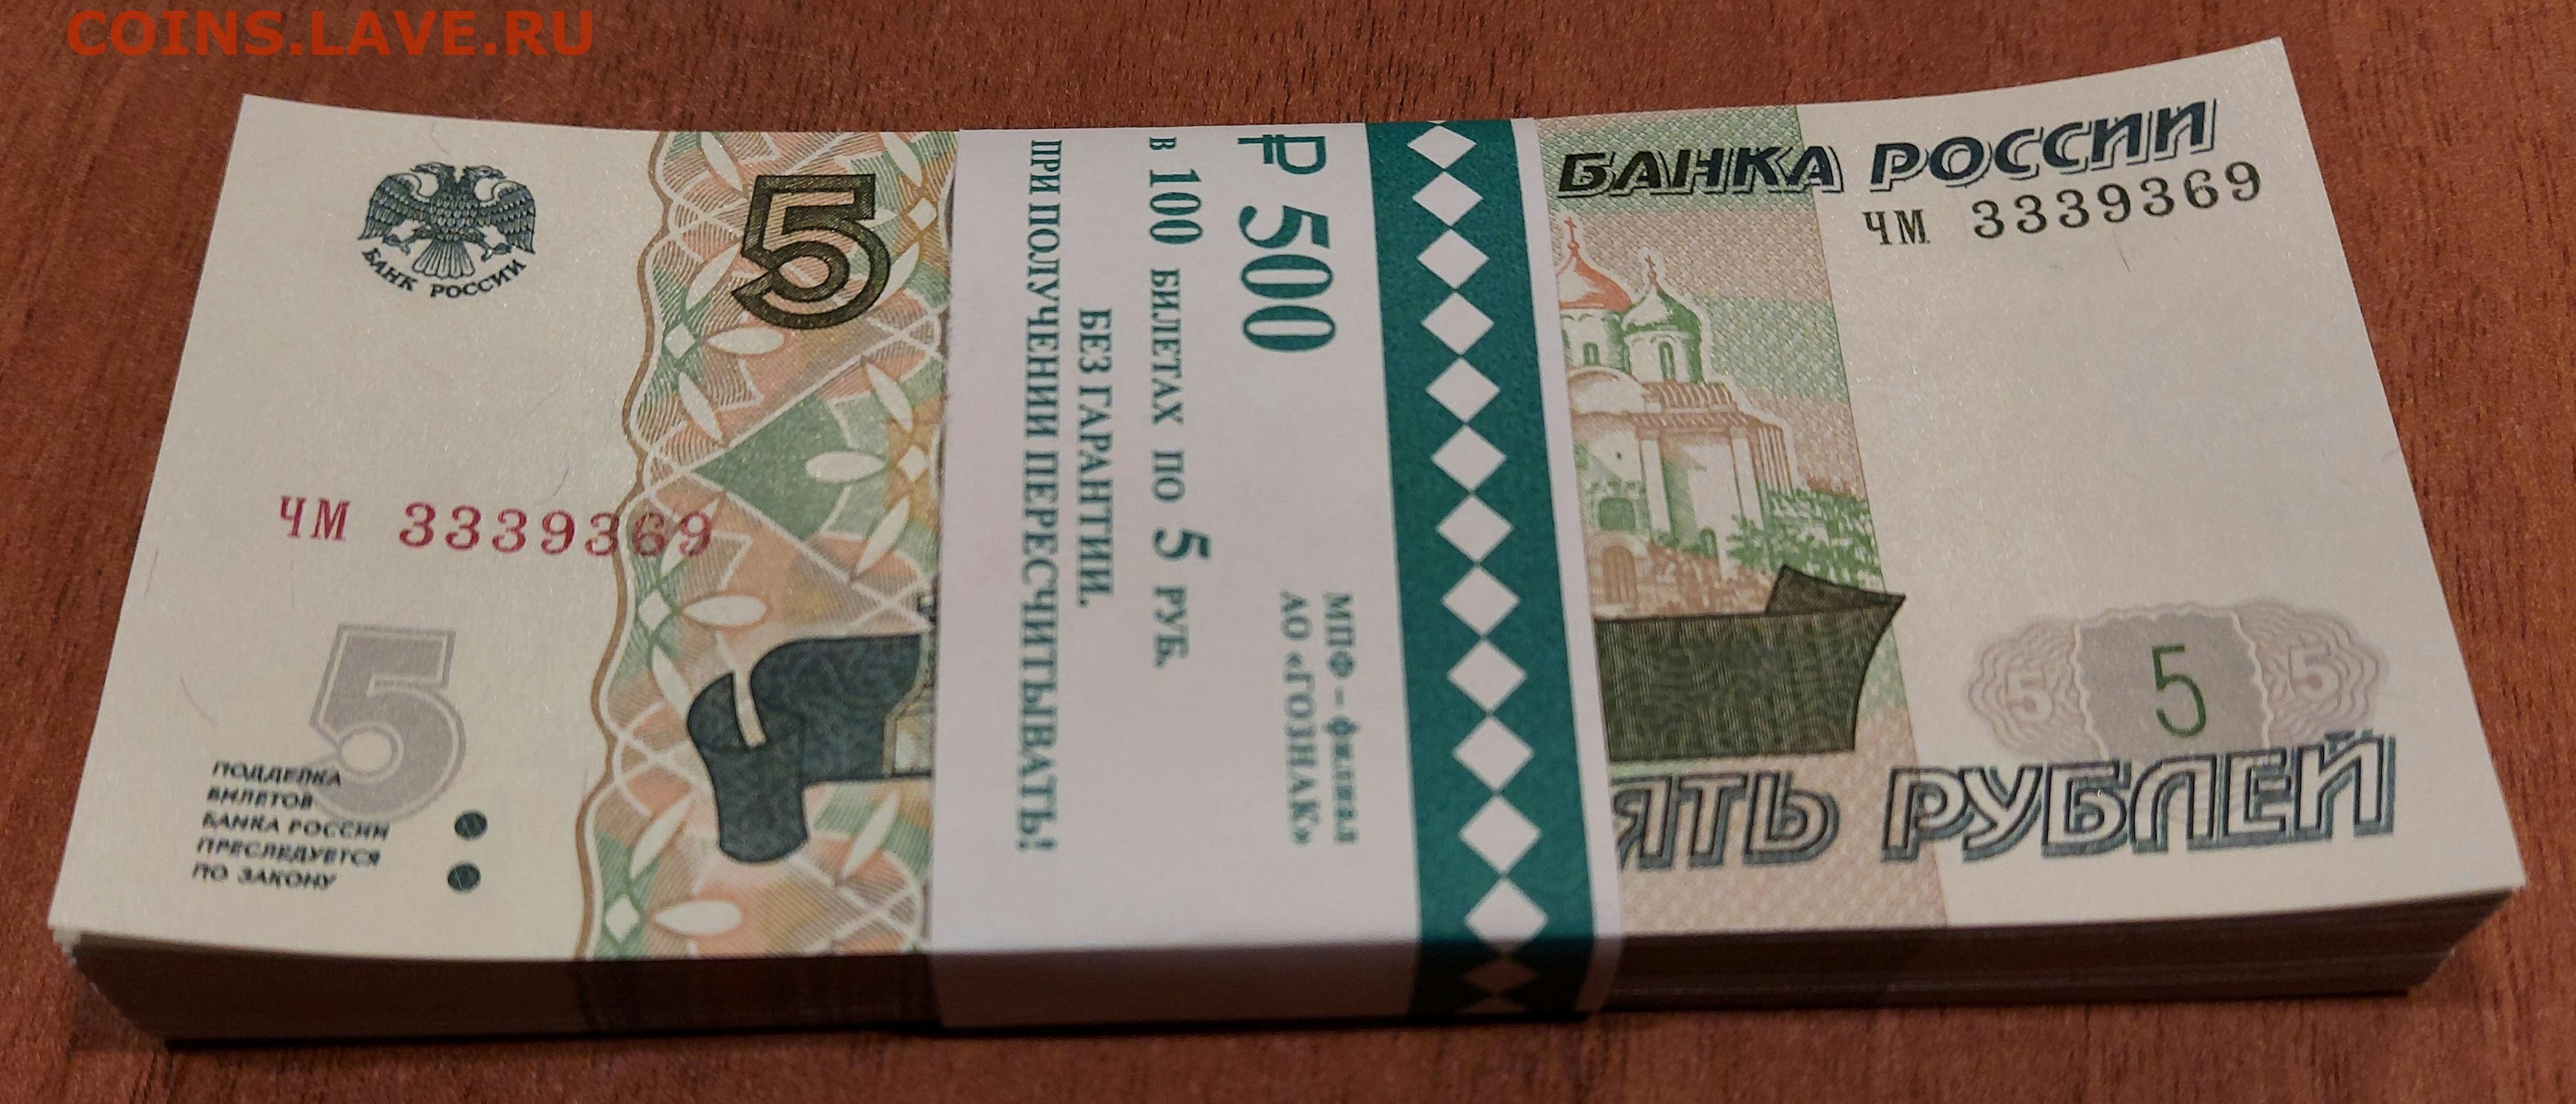 COINS.LAVE.RU
БАНК РОССИИ
5
ЧМ 3339369
5
ПОДДЕЛКА
БИЛЕТОВ
БАНКА РОССИИ
ПРЕСЛЕДУЕТСЯ
ПО ЗАКОНУ
₽ 500
В 100 БИЛЕТАХ ПО 5 РУБ.
БЕЗ ГАРАНТИИ.
ПРИ ПОЛУЧЕНИИ ПЕРЕСЧИТЫВАТЬ!
МПФ – филиал
АО «ГОЗНАК»
БАНКА РОССИИ
ЧМ 3339369
5 5 5
ЯТЬ РУБЛЕЙ